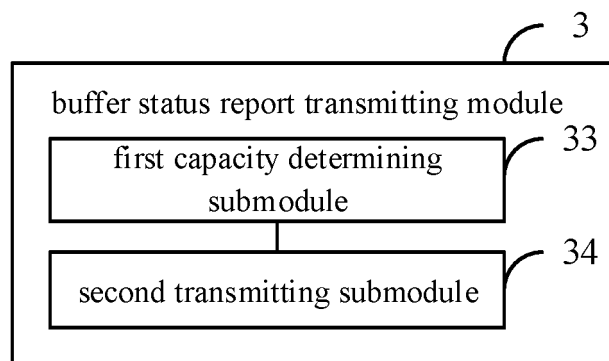 3
buffer status report transmitting module
33
first capacity determining
submodule
34
second transmitting submodule